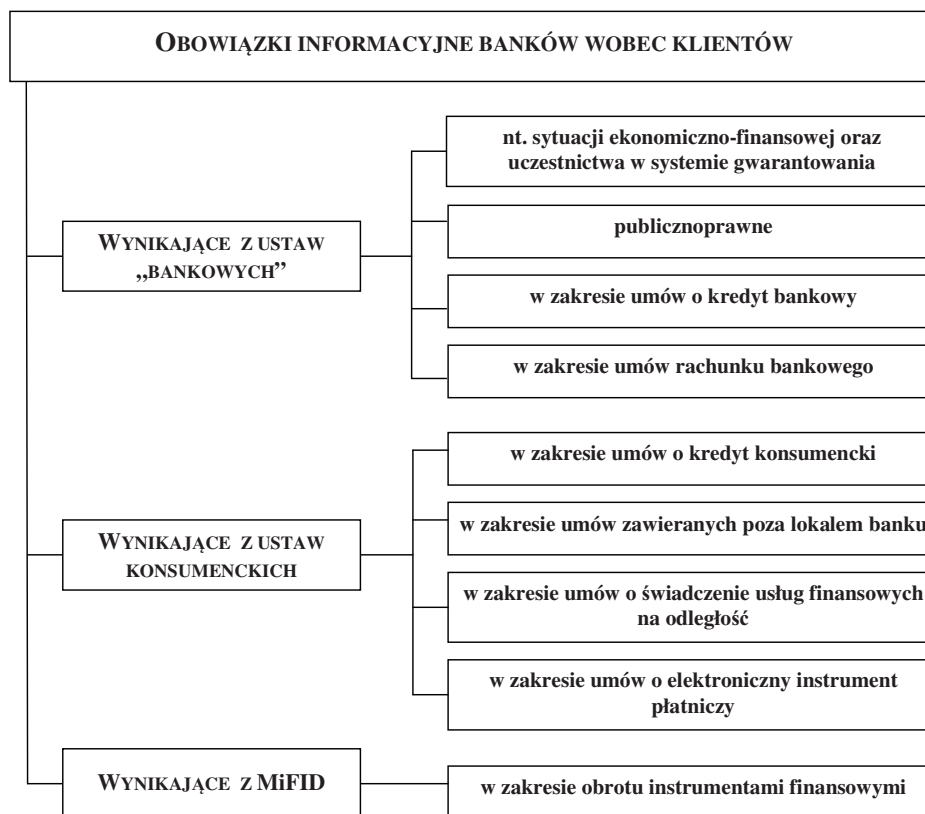 OBOWIĄZKI INFORMACYJNE BANKÓW WOBEC KLIENTÓW
WYNIKAJĄCE Z USTAW
„BANKOWYCH”
nt. sytuacji ekonomiczno-finansowej oraz
uczestnictwa w systemie gwarantowania
publicznoprawne
w zakresie umów o kredyt bankowy
w zakresie umów rachunku bankowego
WYNIKAJĄCE Z USTAW
KONSUMENCKICH
w zakresie umów o kredyt konsumencki
w zakresie umów zawieranych poza lokalem banku
w zakresie umów o świadczenie usług finansowych
na odległość
w zakresie umów o elektroniczny instrument
płatniczy
WYNIKAJĄCE Z MiFID
w zakresie obrotu instrumentami finansowymi